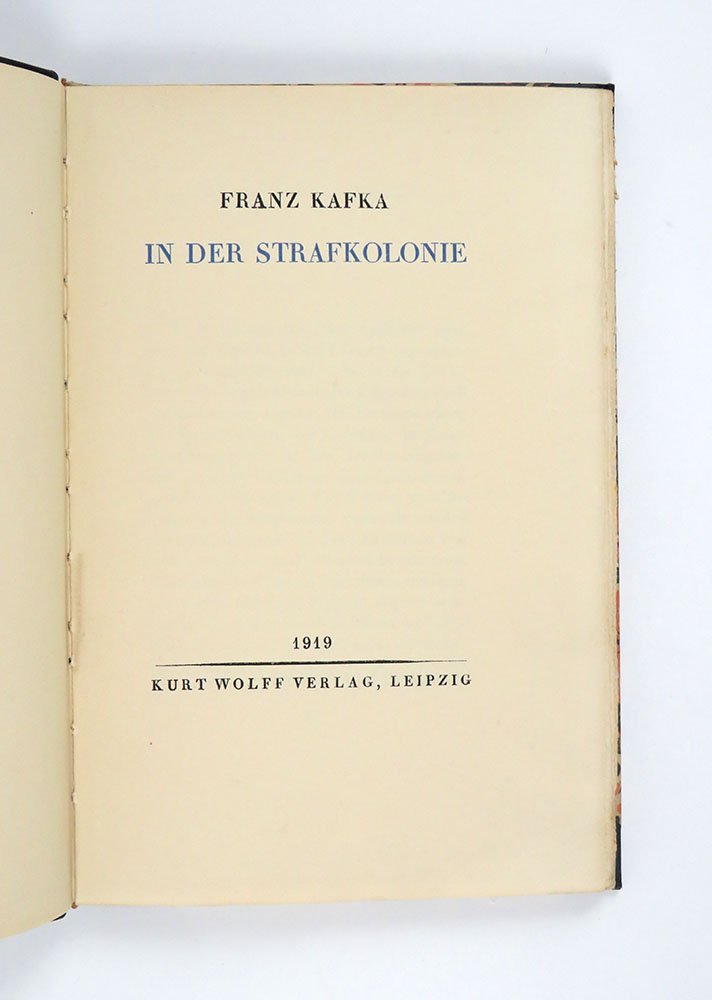 FRANZ KAFKA
IN DER STRAFKOLONIE
1919
KURT WOLFF VERLAG, LEIPZIG